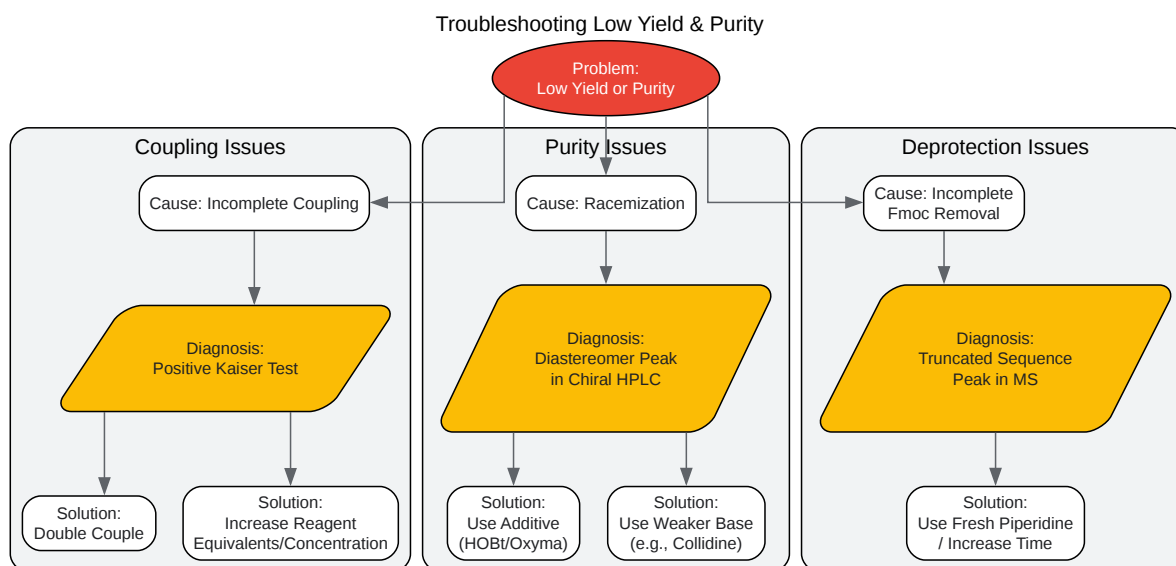 Troubleshooting Low Yield & Purity
Problem:
Low Yield or Purity
Coupling Issues
Cause: Incomplete Coupling
Diagnosis:
Positive Kaiser Test
Solution:
Double Couple
Solution:
Increase Reagent
Equivalents/Concentration
Purity Issues
Cause: Racemization
Diagnosis:
Diastereomer Peak
in Chiral HPLC
Solution:
Use Additive
(HOBt/Oxyma)
Solution:
Use Weaker Base
(e.g., Collidine)
Deprotection Issues
Cause: Incomplete
Fmoc Removal
Diagnosis:
Truncated Sequence
Peak in MS
Solution:
Use Fresh Piperidine
/ Increase Time